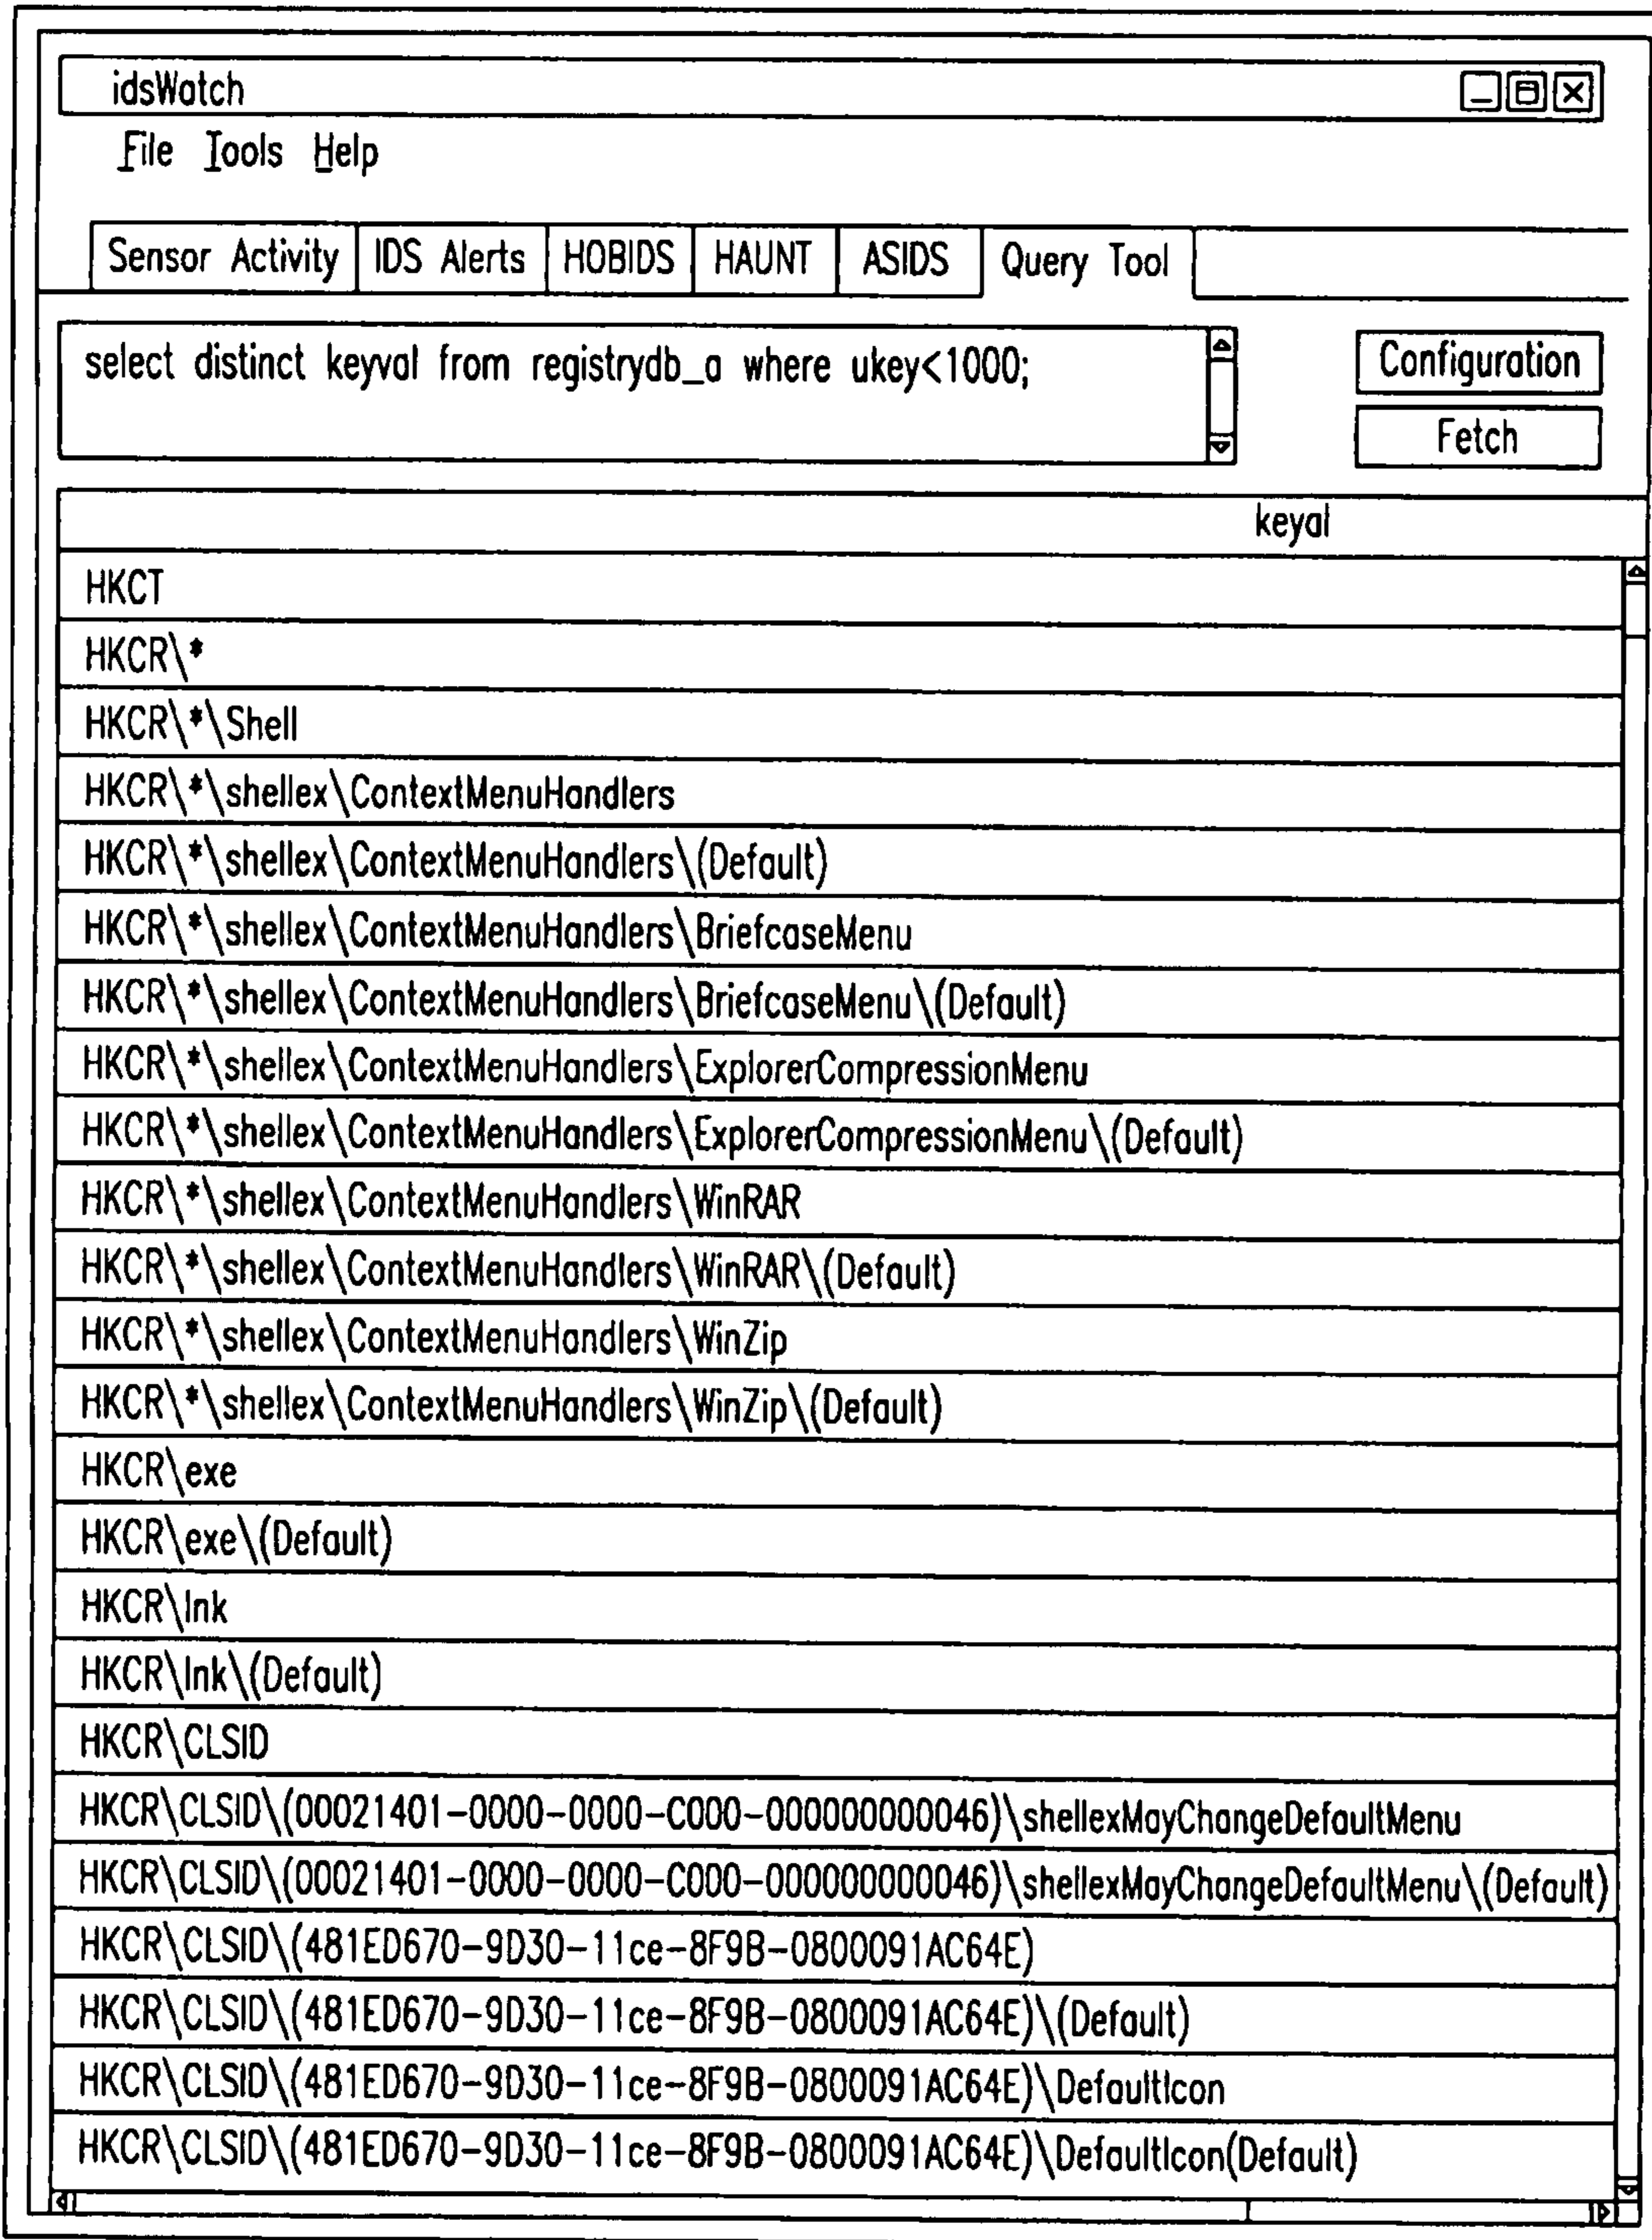 idsWatch
File Tools Help
Sensor Activity IDS Alerts HOBIDS HAUNT ASIDS Query Tool
select distinct keyval from registrydb_a where ukey<1000;
Configuration
Fetch
keyal
HKCT
HKCR\*
HKCR\*\Shell
HKCR\*\shellex\ContextMenuHandlers
HKCR\*\shellex\ContextMenuHandlers\(Default)
HKCR\*\shellex\ContextMenuHandlers\BriefcaseMenu
HKCR\*\shellex\ContextMenuHandlers\BriefcaseMenu\(Default)
HKCR\*\shellex\ContextMenuHandlers\ExplorerCompressionMenu
HKCR\*\shellex\ContextMenuHandlers\ExplorerCompressionMenu\(Default)
HKCR\*\shellex\ContextMenuHandlers\WinRAR
HKCR\*\shellex\ContextMenuHandlers\WinRAR\(Default)
HKCR\*\shellex\ContextMenuHandlers\WinZip
HKCR\*\shellex\ContextMenuHandlers\WinZip\(Default)
HKCR\exe
HKCR\exe\(Default)
HKCR\lnk
HKCR\lnk\(Default)
HKCR\CLSID
HKCR\CLSID\(00021401-0000-0000-C000-000000000046)\shellexMayChangeDefaultMenu
HKCR\CLSID\(00021401-0000-0000-C000-000000000046)\shellexMayChangeDefaultMenu\(Default)
HKCR\CLSID\(481ED670-9D30-11ce-8F9B-0800091AC64E)
HKCR\CLSID\(481ED670-9D30-11ce-8F9B-0800091AC64E)\(Default)
HKCR\CLSID\(481ED670-9D30-11ce-8F9B-0800091AC64E)\DefaultIcon
HKCR\CLSID\(481ED670-9D30-11ce-8F9B-0800091AC64E)\DefaultIcon(Default)